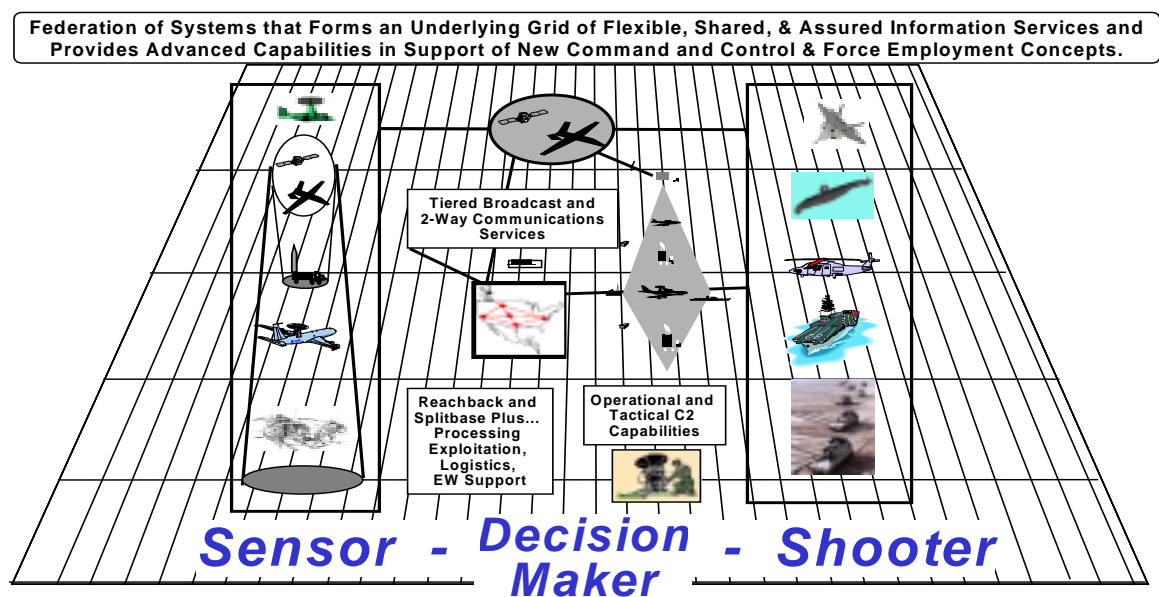 Federation of Systems that Forms an Underlying Grid of Flexible, Shared, & Assured Information Services and
Provides Advanced Capabilities in Support of New Command and Control & Force Employment Concepts.
Tiered Broadcast and
2-Way Communications
Services
Reachback and
Splitbase Plus...
Processing
Exploitation,
Logistics,
EW Support
Operational and
Tactical C2
Capabilities
Sensor - Decision - Shooter
Maker